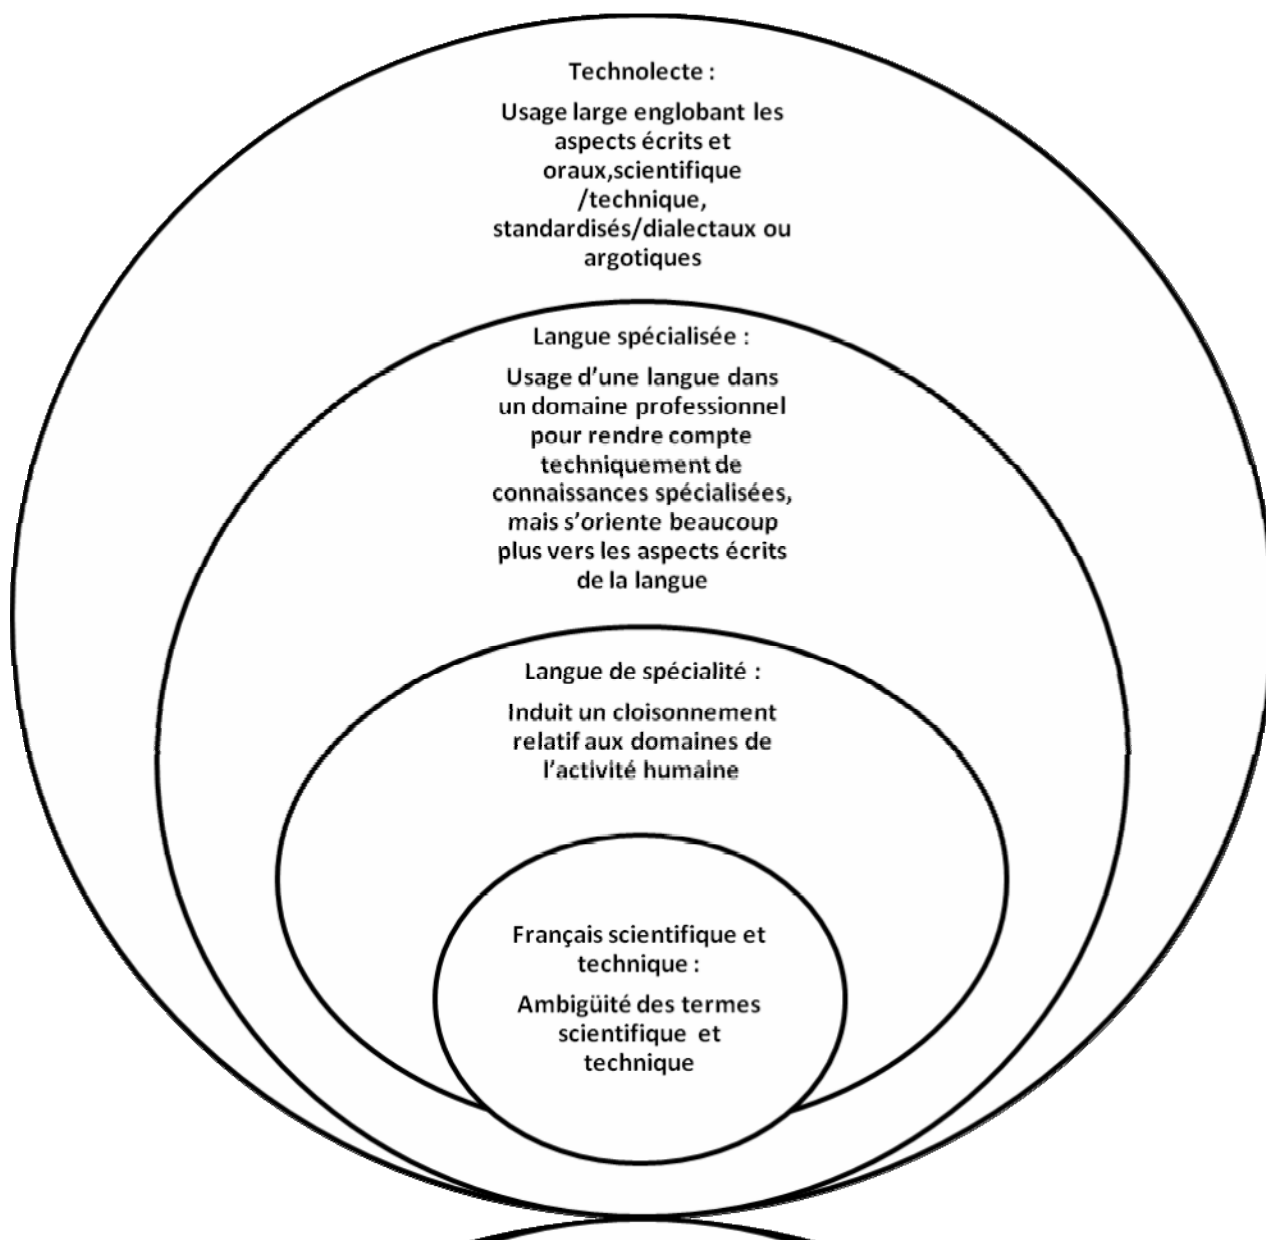 Technolecte :
Usage large englobant les
aspects écrits et
oraux,scientifique
/technique,
standardisés/dialectaux ou
argotiques
Langue spécialisée :
Usage d’une langue dans
un domaine professionnel
pour rendre compte
techniquement de
connaissances spécialisées,
mais s’oriente beaucoup
plus vers les aspects écrits
de la langue
Langue de spécialité :
Induit un cloisonnement
relatif aux domaines de
l’activité humaine
Français scientifique et
technique :
Ambigüité des termes
scientifique et
technique